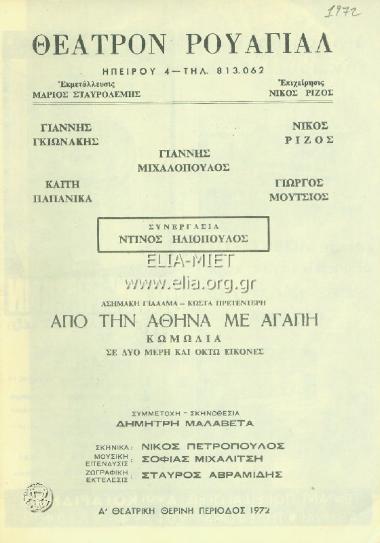 1972
ΘΕΑΤΡΟΝ ΡΟΥΑΓΙΑΛ
ΗΠΕΙΡΟΥ 4—ΤΗΛ. 813.062
Ἐκμετάλλευσις
ΜΑΡΙΟΣ ΣΤΑΥΡΟΛΕΜΗΣ
Ἐπιχείρησις
ΝΙΚΟΣ ΡΙΖΟΣ
ΓΙΑΝΝΗΣ
ΓΚΙΩΝΑΚΗΣ
ΝΙΚΟΣ
ΡΙΖΟΣ
ΓΙΑΝΝΗΣ
ΜΙΧΑΛΟΠΟΥΛΟΣ
ΚΑΙΤΗ
ΠΑΠΑΝΙΚΑ
ΓΙΩΡΓΟΣ
ΜΟΥΤΣΙΟΣ
ΣΥΝΕΡΓΑΣΙΑ
ΝΤΙΝΟΣ ΗΛΙΟΠΟΥΛΟΣ
ELIA-MIET
www.elia.org.gr
ΑΣΗΜΑΚΗ ΓΙΑΛΑΜΑ – ΚΩΣΤΑ ΠΡΕΤΕΝΤΕΡΗ
ΑΠΟ ΤΗΝ ΑΘΗΝΑ ΜΕ ΑΓΑΠΗ
ΚΩΜΩΔΙΑ
ΣΕ ΔΥΟ ΜΕΡΗ ΚΑΙ ΟΚΤΩ ΕΙΚΟΝΕΣ
ΣΥΜΜΕΤΟΧΗ – ΣΚΗΝΟΘΕΣΙΑ
ΔΗΜΗΤΡΗ ΜΑΛΑΒΕΤΑ
ΣΚΗΝΙΚΑ: ΝΙΚΟΣ ΠΕΤΡΟΠΟΥΛΟΣ
ΜΟΥΣΙΚΗ
ΕΠΕΝΔΥΣΙΣ : ΣΟΦΙΑΣ ΜΙΧΑΛΙΤΣΗ
ΖΩΓΡΑΦΙΚΗ
ΕΚΤΕΛΕΣΙΣ : ΣΤΑΥΡΟΣ ΑΒΡΑΜΙΔΗΣ
Α' ΘΕΑΤΡΙΚΗ ΘΕΡΙΝΗ ΠΕΡΙΟΔΟΣ 1972